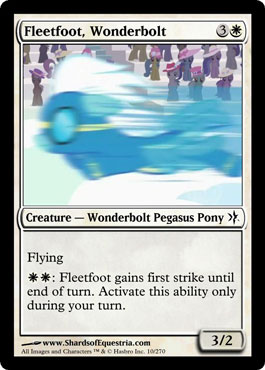 Fleetfoot, Wonderbolt 3
Creature — Wonderbolt Pegasus Pony
Flying
: Fleetfoot gains first strike until
end of turn. Activate this ability only
during your turn.
www.ShardsofEquestria.com
All Images and Characters ™ & © Hasbro Inc. 10/270
3/2